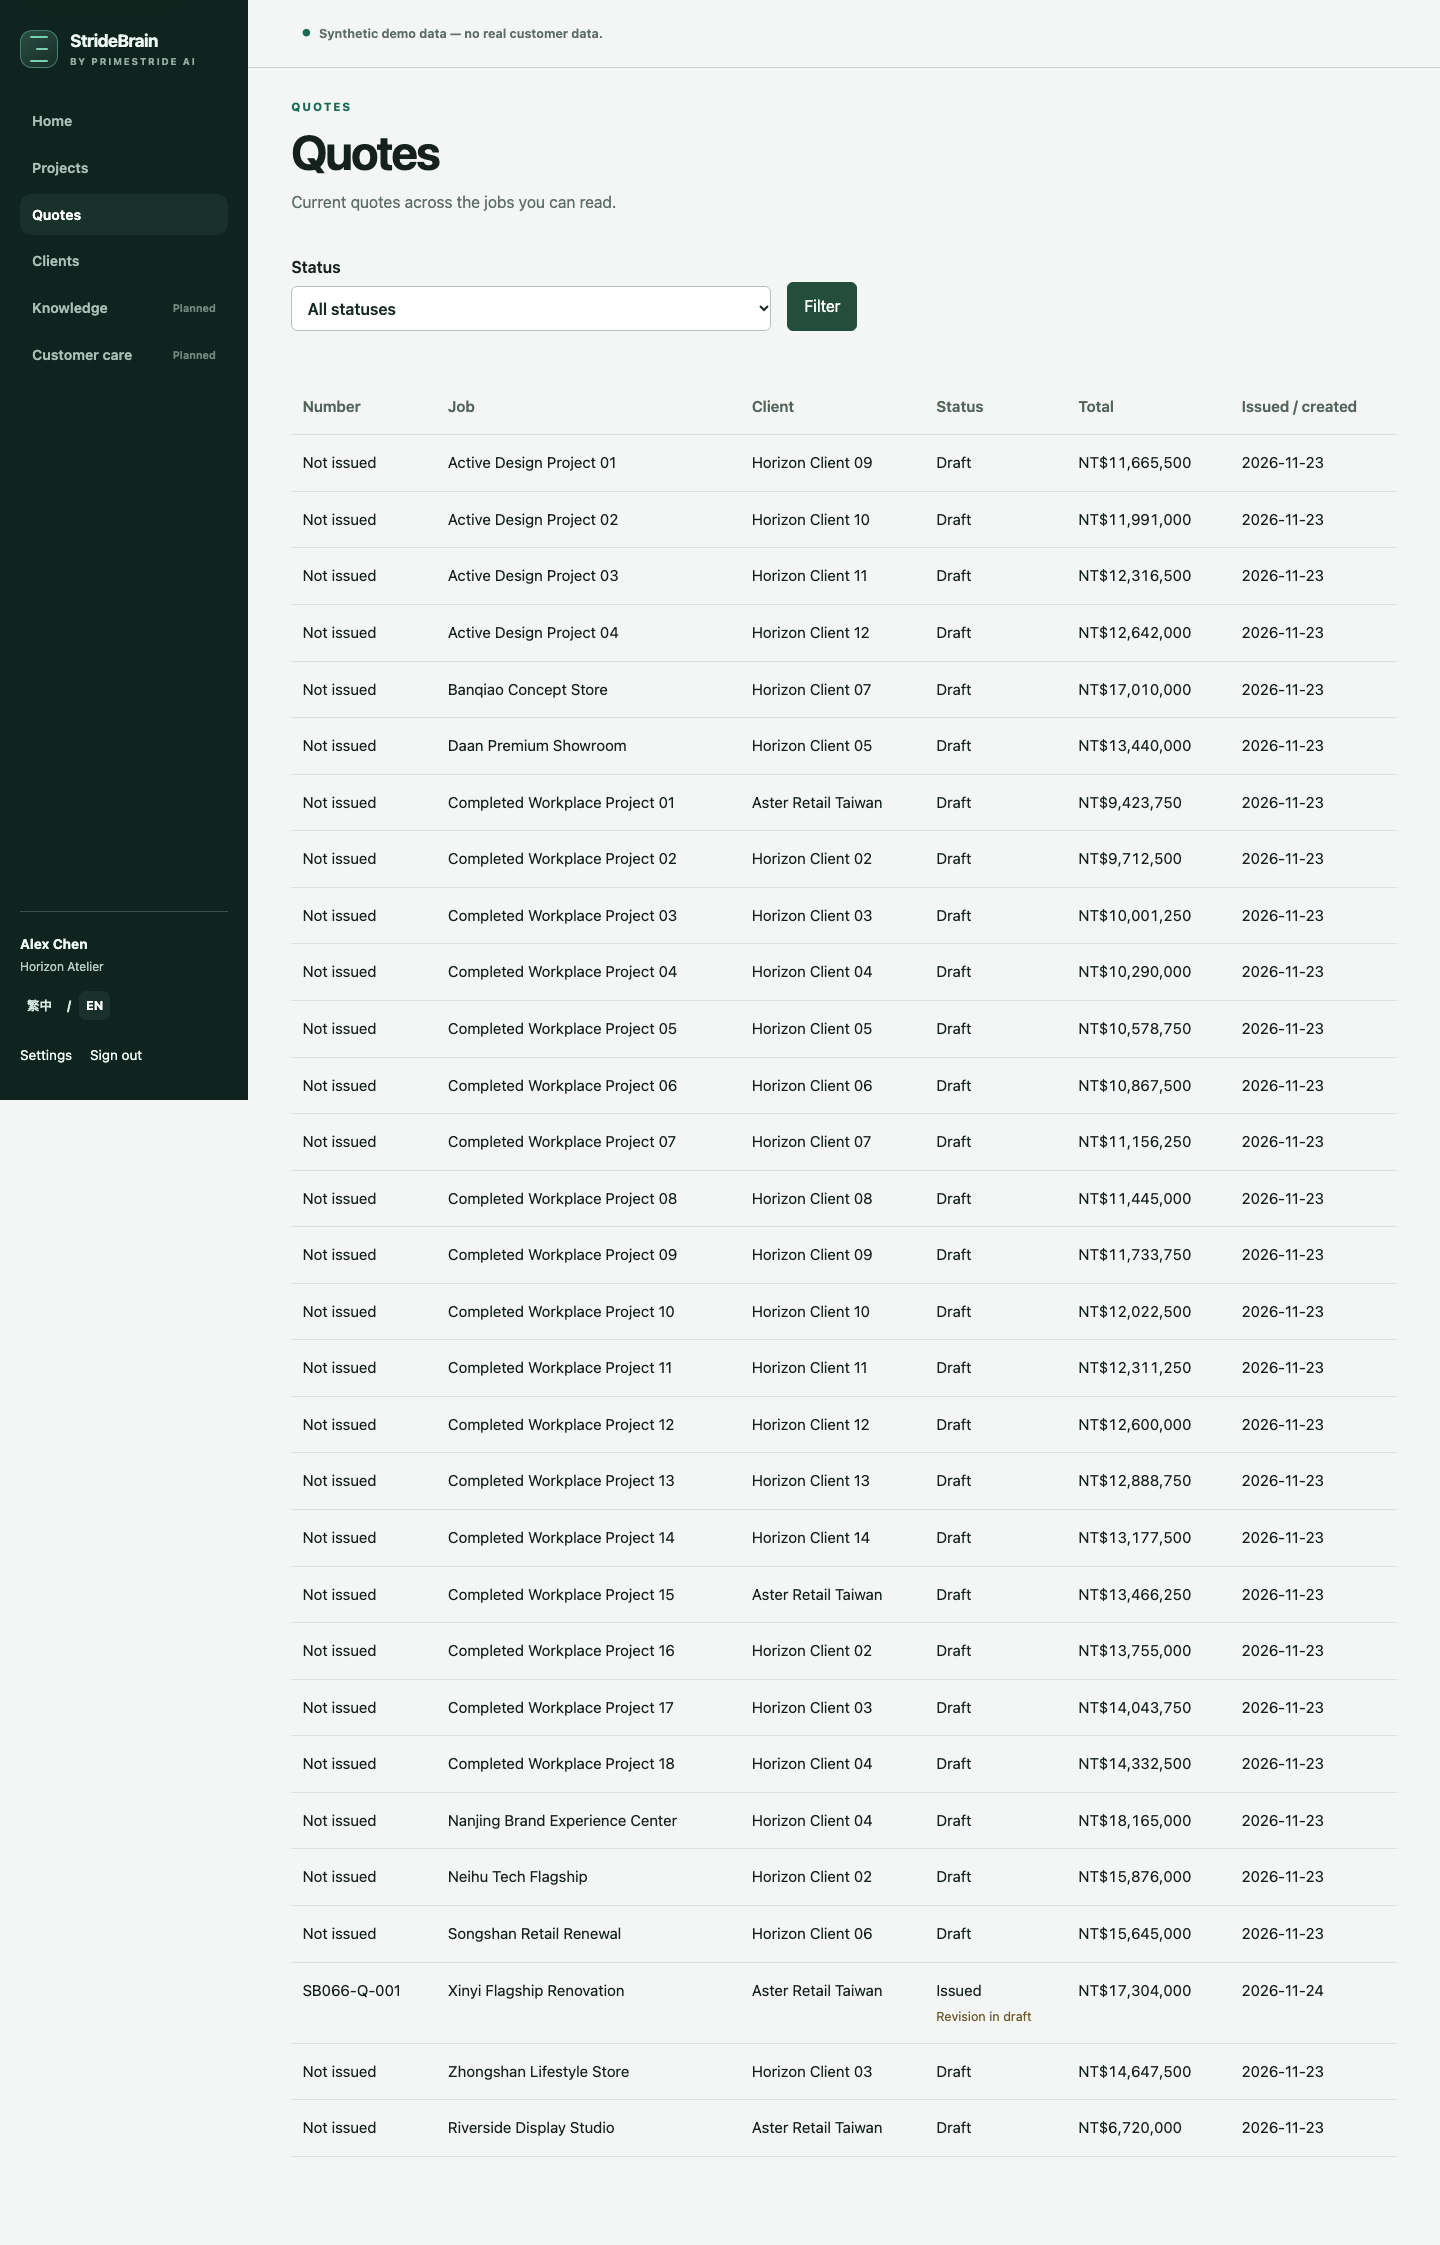 StrideBrain
BY PRIMESTRIDE AI
Home
Projects
Quotes
Clients
Knowledge Planned
Customer care Planned
Alex Chen
Horizon Atelier
繁中 / EN
Settings Sign out
Synthetic demo data — no real customer data.
QUOTES
Quotes
Current quotes across the jobs you can read.
Status
All statuses Filter
Number Job Client Status Total Issued / created
Not issued Active Design Project 01 Horizon Client 09 Draft NT$11,665,500 2026-11-23
Not issued Active Design Project 02 Horizon Client 10 Draft NT$11,991,000 2026-11-23
Not issued Active Design Project 03 Horizon Client 11 Draft NT$12,316,500 2026-11-23
Not issued Active Design Project 04 Horizon Client 12 Draft NT$12,642,000 2026-11-23
Not issued Banqiao Concept Store Horizon Client 07 Draft NT$17,010,000 2026-11-23
Not issued Daan Premium Showroom Horizon Client 05 Draft NT$13,440,000 2026-11-23
Not issued Completed Workplace Project 01 Aster Retail Taiwan Draft NT$9,423,750 2026-11-23
Not issued Completed Workplace Project 02 Horizon Client 02 Draft NT$9,712,500 2026-11-23
Not issued Completed Workplace Project 03 Horizon Client 03 Draft NT$10,001,250 2026-11-23
Not issued Completed Workplace Project 04 Horizon Client 04 Draft NT$10,290,000 2026-11-23
Not issued Completed Workplace Project 05 Horizon Client 05 Draft NT$10,578,750 2026-11-23
Not issued Completed Workplace Project 06 Horizon Client 06 Draft NT$10,867,500 2026-11-23
Not issued Completed Workplace Project 07 Horizon Client 07 Draft NT$11,156,250 2026-11-23
Not issued Completed Workplace Project 08 Horizon Client 08 Draft NT$11,445,000 2026-11-23
Not issued Completed Workplace Project 09 Horizon Client 09 Draft NT$11,733,750 2026-11-23
Not issued Completed Workplace Project 10 Horizon Client 10 Draft NT$12,022,500 2026-11-23
Not issued Completed Workplace Project 11 Horizon Client 11 Draft NT$12,311,250 2026-11-23
Not issued Completed Workplace Project 12 Horizon Client 12 Draft NT$12,600,000 2026-11-23
Not issued Completed Workplace Project 13 Horizon Client 13 Draft NT$12,888,750 2026-11-23
Not issued Completed Workplace Project 14 Horizon Client 14 Draft NT$13,177,500 2026-11-23
Not issued Completed Workplace Project 15 Aster Retail Taiwan Draft NT$13,466,250 2026-11-23
Not issued Completed Workplace Project 16 Horizon Client 02 Draft NT$13,755,000 2026-11-23
Not issued Completed Workplace Project 17 Horizon Client 03 Draft NT$14,043,750 2026-11-23
Not issued Completed Workplace Project 18 Horizon Client 04 Draft NT$14,332,500 2026-11-23
Not issued Nanjing Brand Experience Center Horizon Client 04 Draft NT$18,165,000 2026-11-23
Not issued Neihu Tech Flagship Horizon Client 02 Draft NT$15,876,000 2026-11-23
Not issued Songshan Retail Renewal Horizon Client 06 Draft NT$15,645,000 2026-11-23
SB066-Q-001 Xinyi Flagship Renovation Aster Retail Taiwan Issued NT$17,304,000 2026-11-24
Revision in draft
Not issued Zhongshan Lifestyle Store Horizon Client 03 Draft NT$14,647,500 2026-11-23
Not issued Riverside Display Studio Aster Retail Taiwan Draft NT$6,720,000 2026-11-23